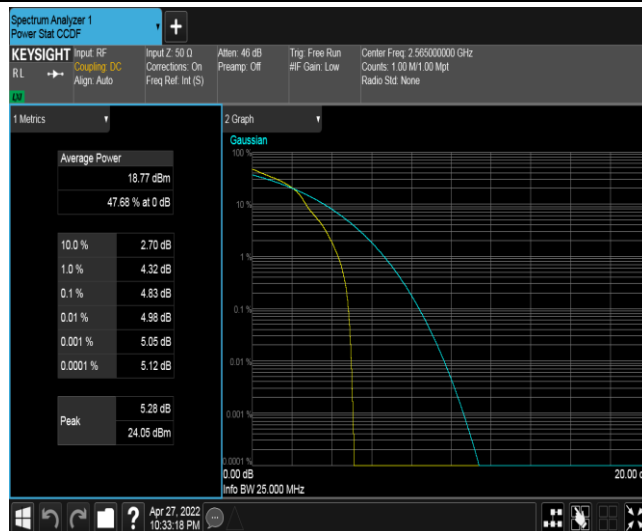 Spectrum Analyzer 1
Power Stat CCDF
+
KEYSIGHT
RL
Input: RF
Coupling: DC
Align: Auto
Input Z: 50 Ω
Corrections: On
Freq Ref: Int (S)
Atten: 46 dB
Preamp: Off
Trig: Free Run
#IF Gain: Low
Center Freq: 2.565000000 GHz
Counts: 1.00 M/1.00 Mpt
Radio Std: None
1 Metrics
Average Power
18.77 dBm
47.68 % at 0 dB
10.0 % 2.70 dB
1.0 % 4.32 dB
0.1 % 4.83 dB
0.01 % 4.98 dB
0.001 % 5.05 dB
0.0001 % 5.12 dB
Peak
5.28 dB
24.05 dBm
2 Graph
Gaussian
100 %
10 %
1 %
0.1 %
0.01 %
0.001 %
0.0001 %
0.00 dB
20.00
Info BW 25.000 MHz
?
Apr 27, 2022
10:33:18 PM